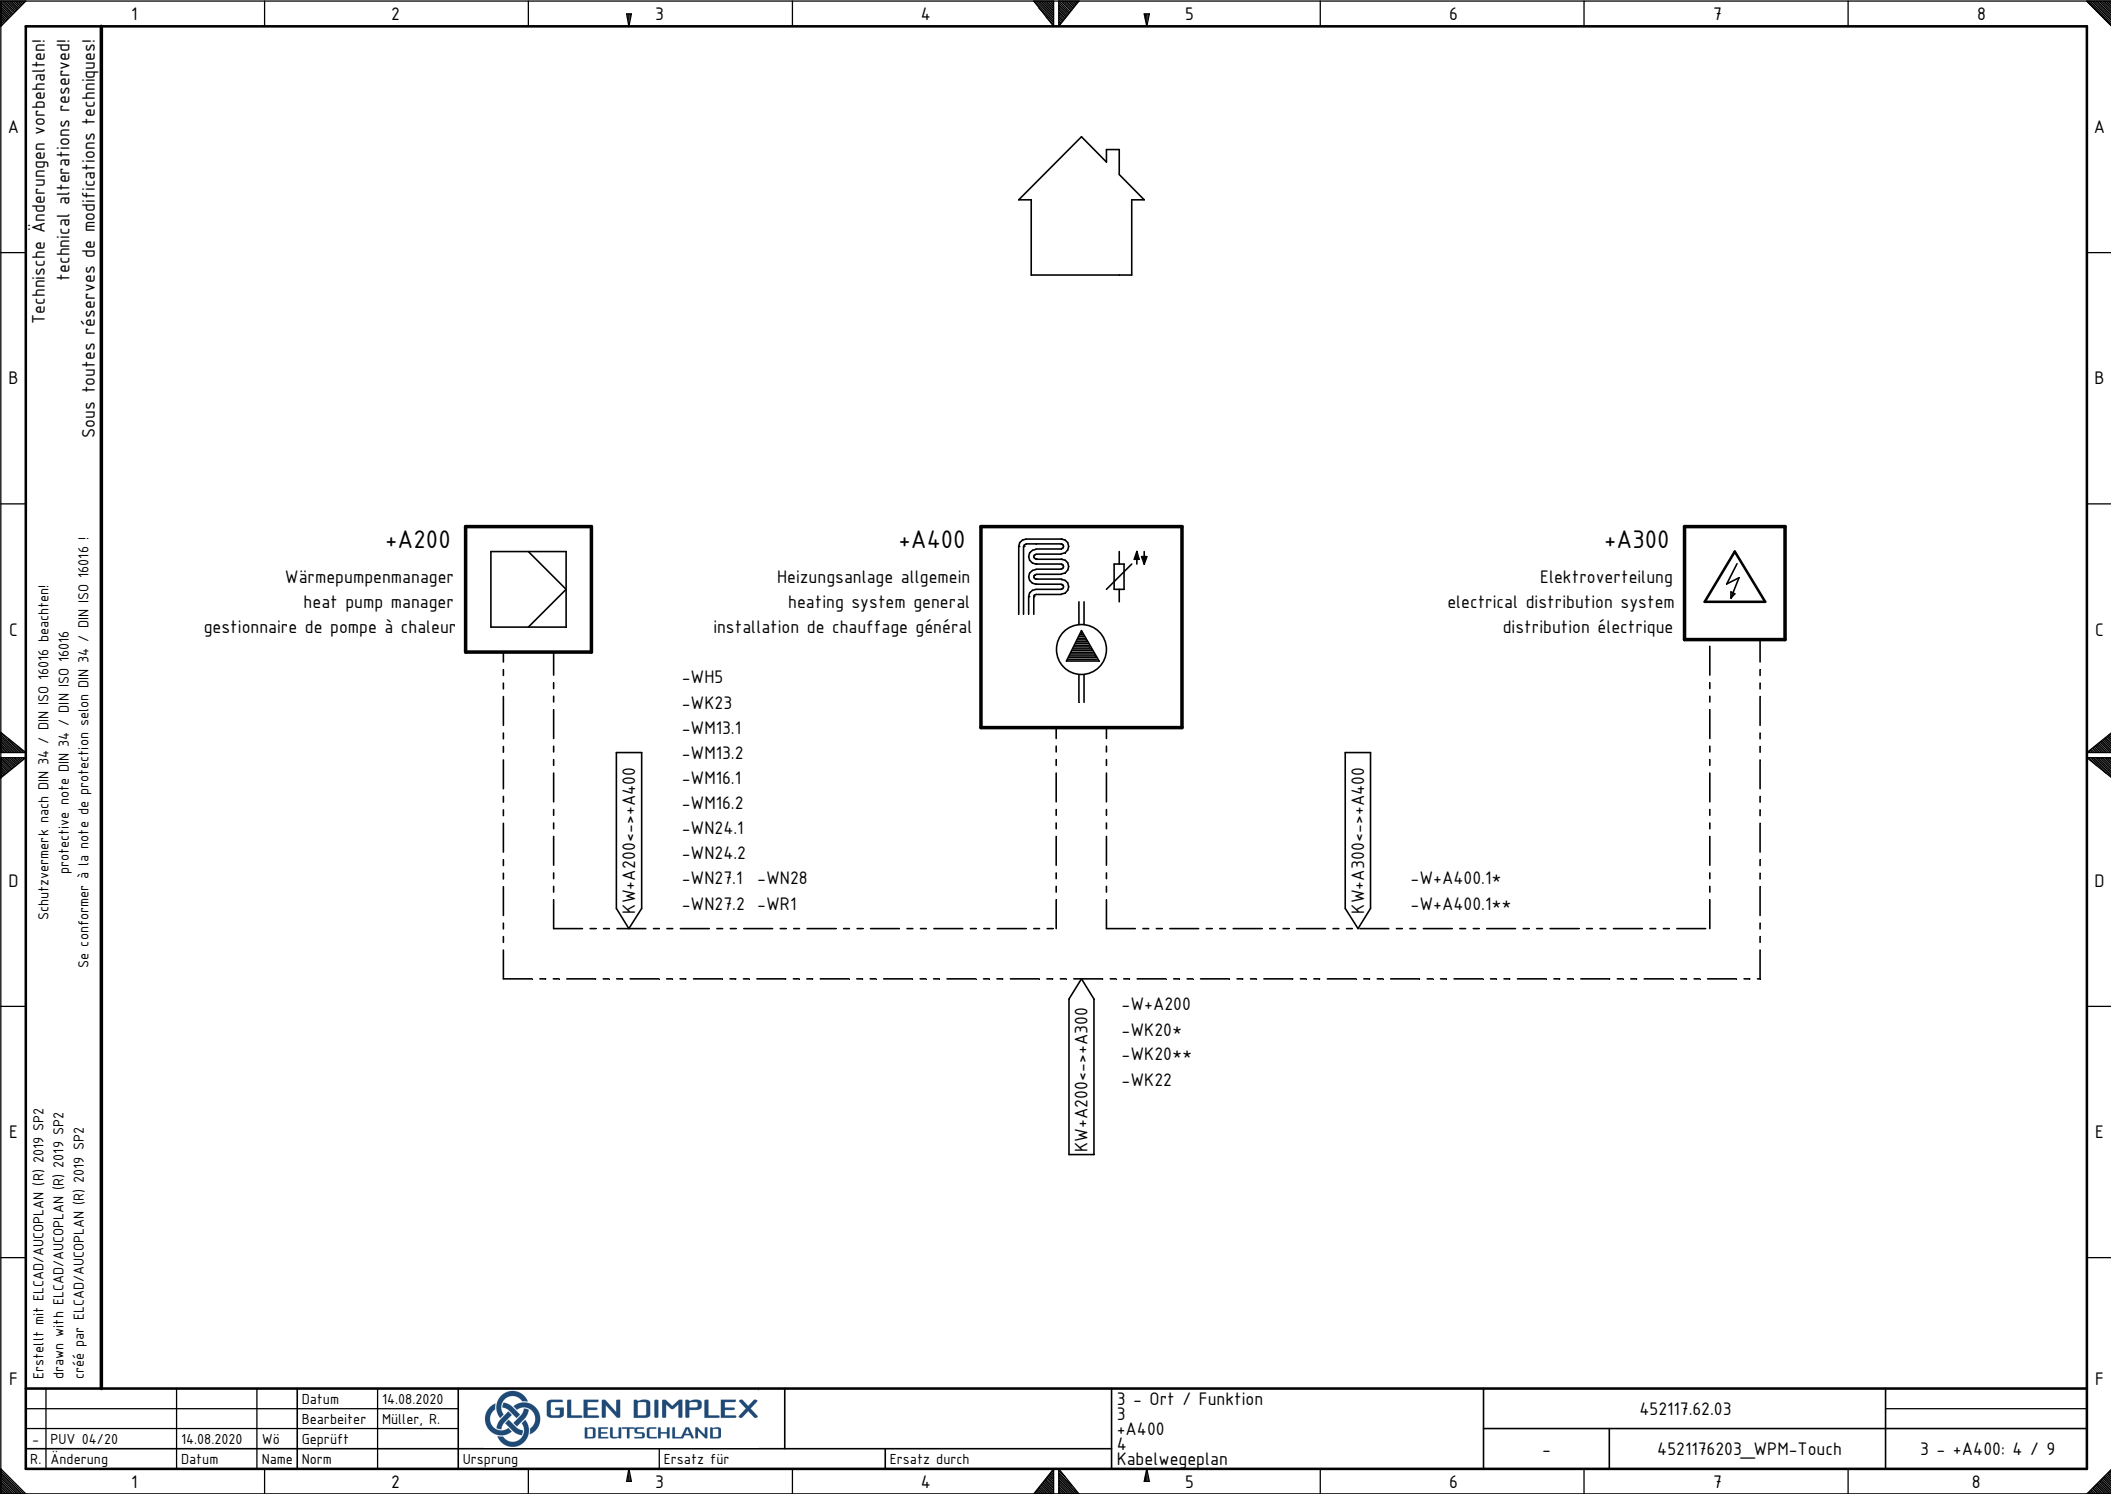 1 2 3 4 5 6 7 8
A
B
C
D
E
F
A
B
C
D
E
F
Technische Änderungen vorbehalten!
technical alterations reserved!
Sous toutes réserves de modifications techniques!
Schutzvermerk nach DIN 34 / DIN ISO 16016 beachten!
protective note DIN 34 / DIN ISO 16016
Se conformer à la note de protection selon DIN 34 / DIN ISO 16016 !
Erstellt mit ELCAD/AUCOPLAN (R) 2019 SP2
drawn with ELCAD/AUCOPLAN (R) 2019 SP2
créé par ELCAD/AUCOPLAN (R) 2019 SP2
+A200
Wärmepumpenmanager
heat pump manager
gestionnaire de pompe à chaleur
+A400
Heizungsanlage allgemein
heating system general
installation de chauffage général
+A300
Elektroverteilung
electrical distribution system
distribution électrique
KW+A200<->+A400
-WH5
-WK23
-WM13.1
-WM13.2
-WM16.1
-WM16.2
-WN24.1
-WN24.2
-WN27.1 -WN28
-WN27.2 -WR1
KW+A300<->+A400
-W+A400.1*
-W+A400.1**
KW+A200<->+A300
-W+A200
-WK20*
-WK20**
-WK22
Datum 14.08.2020
Bearbeiter Müller, R.
- PUV 04/20 14.08.2020 Wö Geprüft
R. Änderung Datum Name Norm
GLEN DIMPLEX
DEUTSCHLAND
Ursprung Ersatz für Ersatz durch
3 - Ort / Funktion
3
+A400
4
Kabelwegeplan
452117.62.03
- 4521176203_WPM-Touch 3 - +A400: 4 / 9
1 2 3 4 5 6 7 8